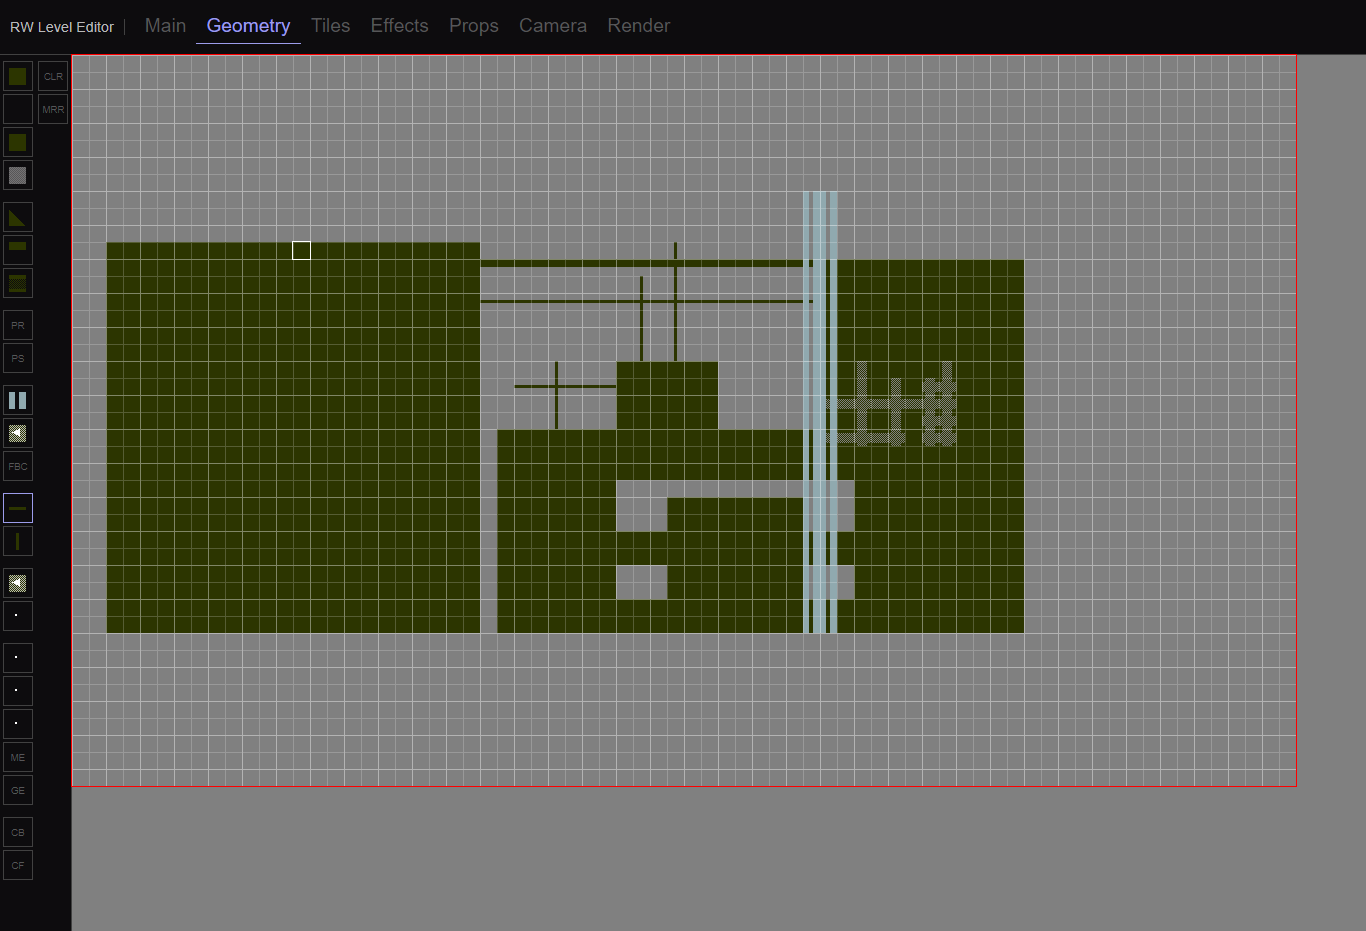 RW Level Editor Main Geometry Tiles Effects Props Camera Render
CLR
MRR
PR
PS
FBC
ME
GE
CB
CF